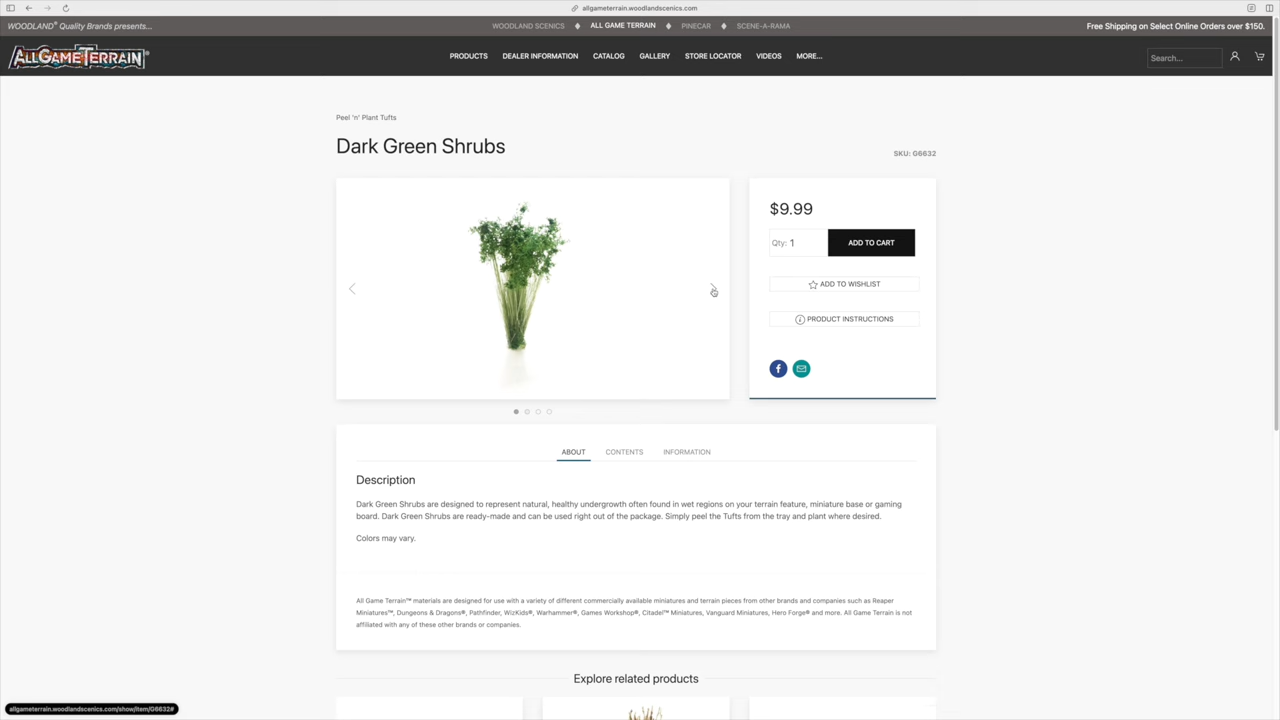 allgameterrain.woodlandscenics.com
WOODLAND® Quality Brands presents...
WOODLAND SCENICS ALL GAME TERRAIN PINECAR SCENE-A-RAMA
Free Shipping on Select Online Orders over $150.
ALL GAME TERRAIN®
PRODUCTS DEALER INFORMATION CATALOG GALLERY STORE LOCATOR VIDEOS MORE...
Search...
Peel 'n' Plant Tufts
Dark Green Shrubs
SKU: G6632
$9.99
Qty: 1 ADD TO CART
ADD TO WISHLIST
PRODUCT INSTRUCTIONS
ABOUT CONTENTS INFORMATION
Description
Dark Green Shrubs are designed to represent natural, healthy undergrowth often found in wet regions on your terrain feature, miniature base or gaming
board. Dark Green Shrubs are ready-made and can be used right out of the package. Simply peel the Tufts from the tray and plant where desired.
Colors may vary.
All Game Terrain™ materials are designed for use with a variety of different commercially available miniatures and terrain pieces from other brands and companies such as Reaper
Miniatures™, Dungeons & Dragons®, Pathfinder, WizKids®, Warhammer®, Games Workshop®, Citadel™ Miniatures, Vanguard Miniatures, Hero Forge® and more. All Game Terrain is not
affiliated with any of these other brands or companies.
Explore related products
allgameterrain.woodlandscenics.com/show/item/G6632#